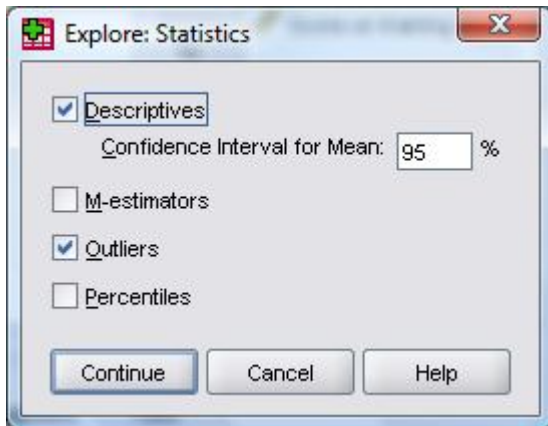 Explore: Statistics
Descriptives
Confidence Interval for Mean: 95 %
M-estimators
Outliers
Percentiles
Continue Cancel Help